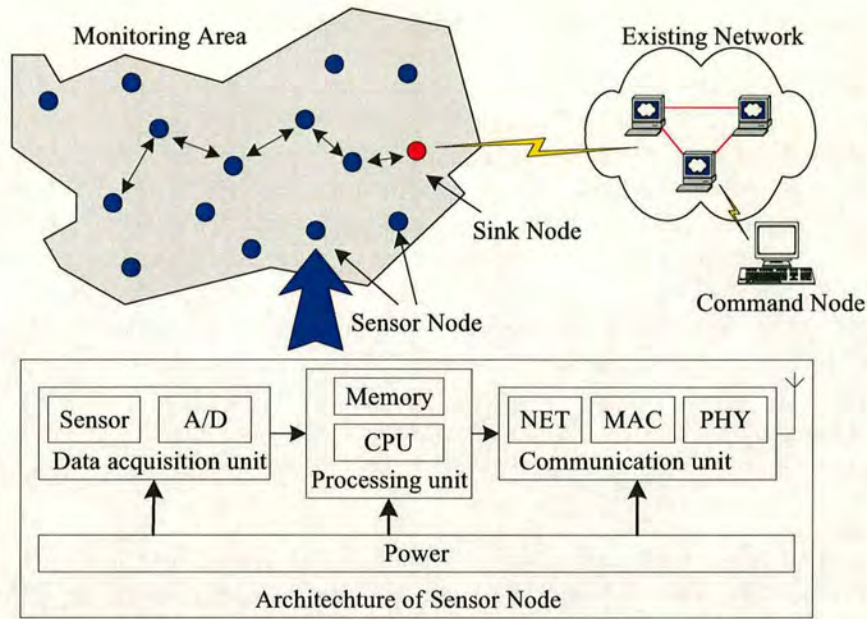 Monitoring Area
Existing Network
Sink Node
Sensor Node
Command Node
Sensor
A/D
Data acquisition unit
Memory
CPU
Processing unit
NET
MAC
PHY
Communication unit
Power
Architechture of Sensor Node